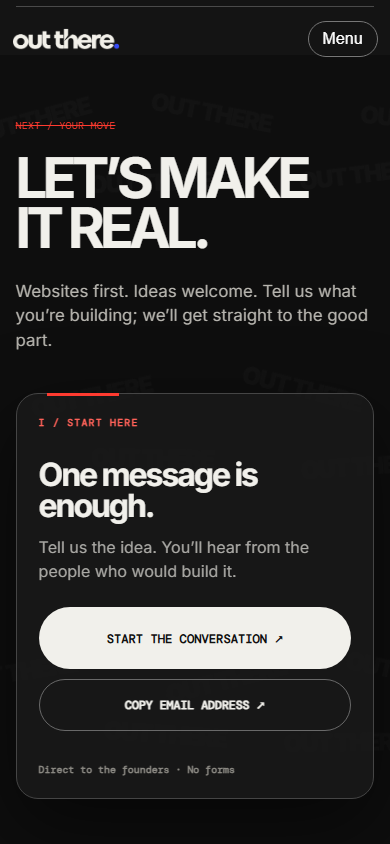 out there.
Menu
NEXT / YOUR MOVE
LET’S MAKE
IT REAL.
Websites first. Ideas welcome. Tell us what
you’re building; we’ll get straight to the good
part.
I / START HERE
One message is
enough.
Tell us the idea. You’ll hear from the
people who would build it.
START THE CONVERSATION ↗
COPY EMAIL ADDRESS ↗
Direct to the founders · No forms